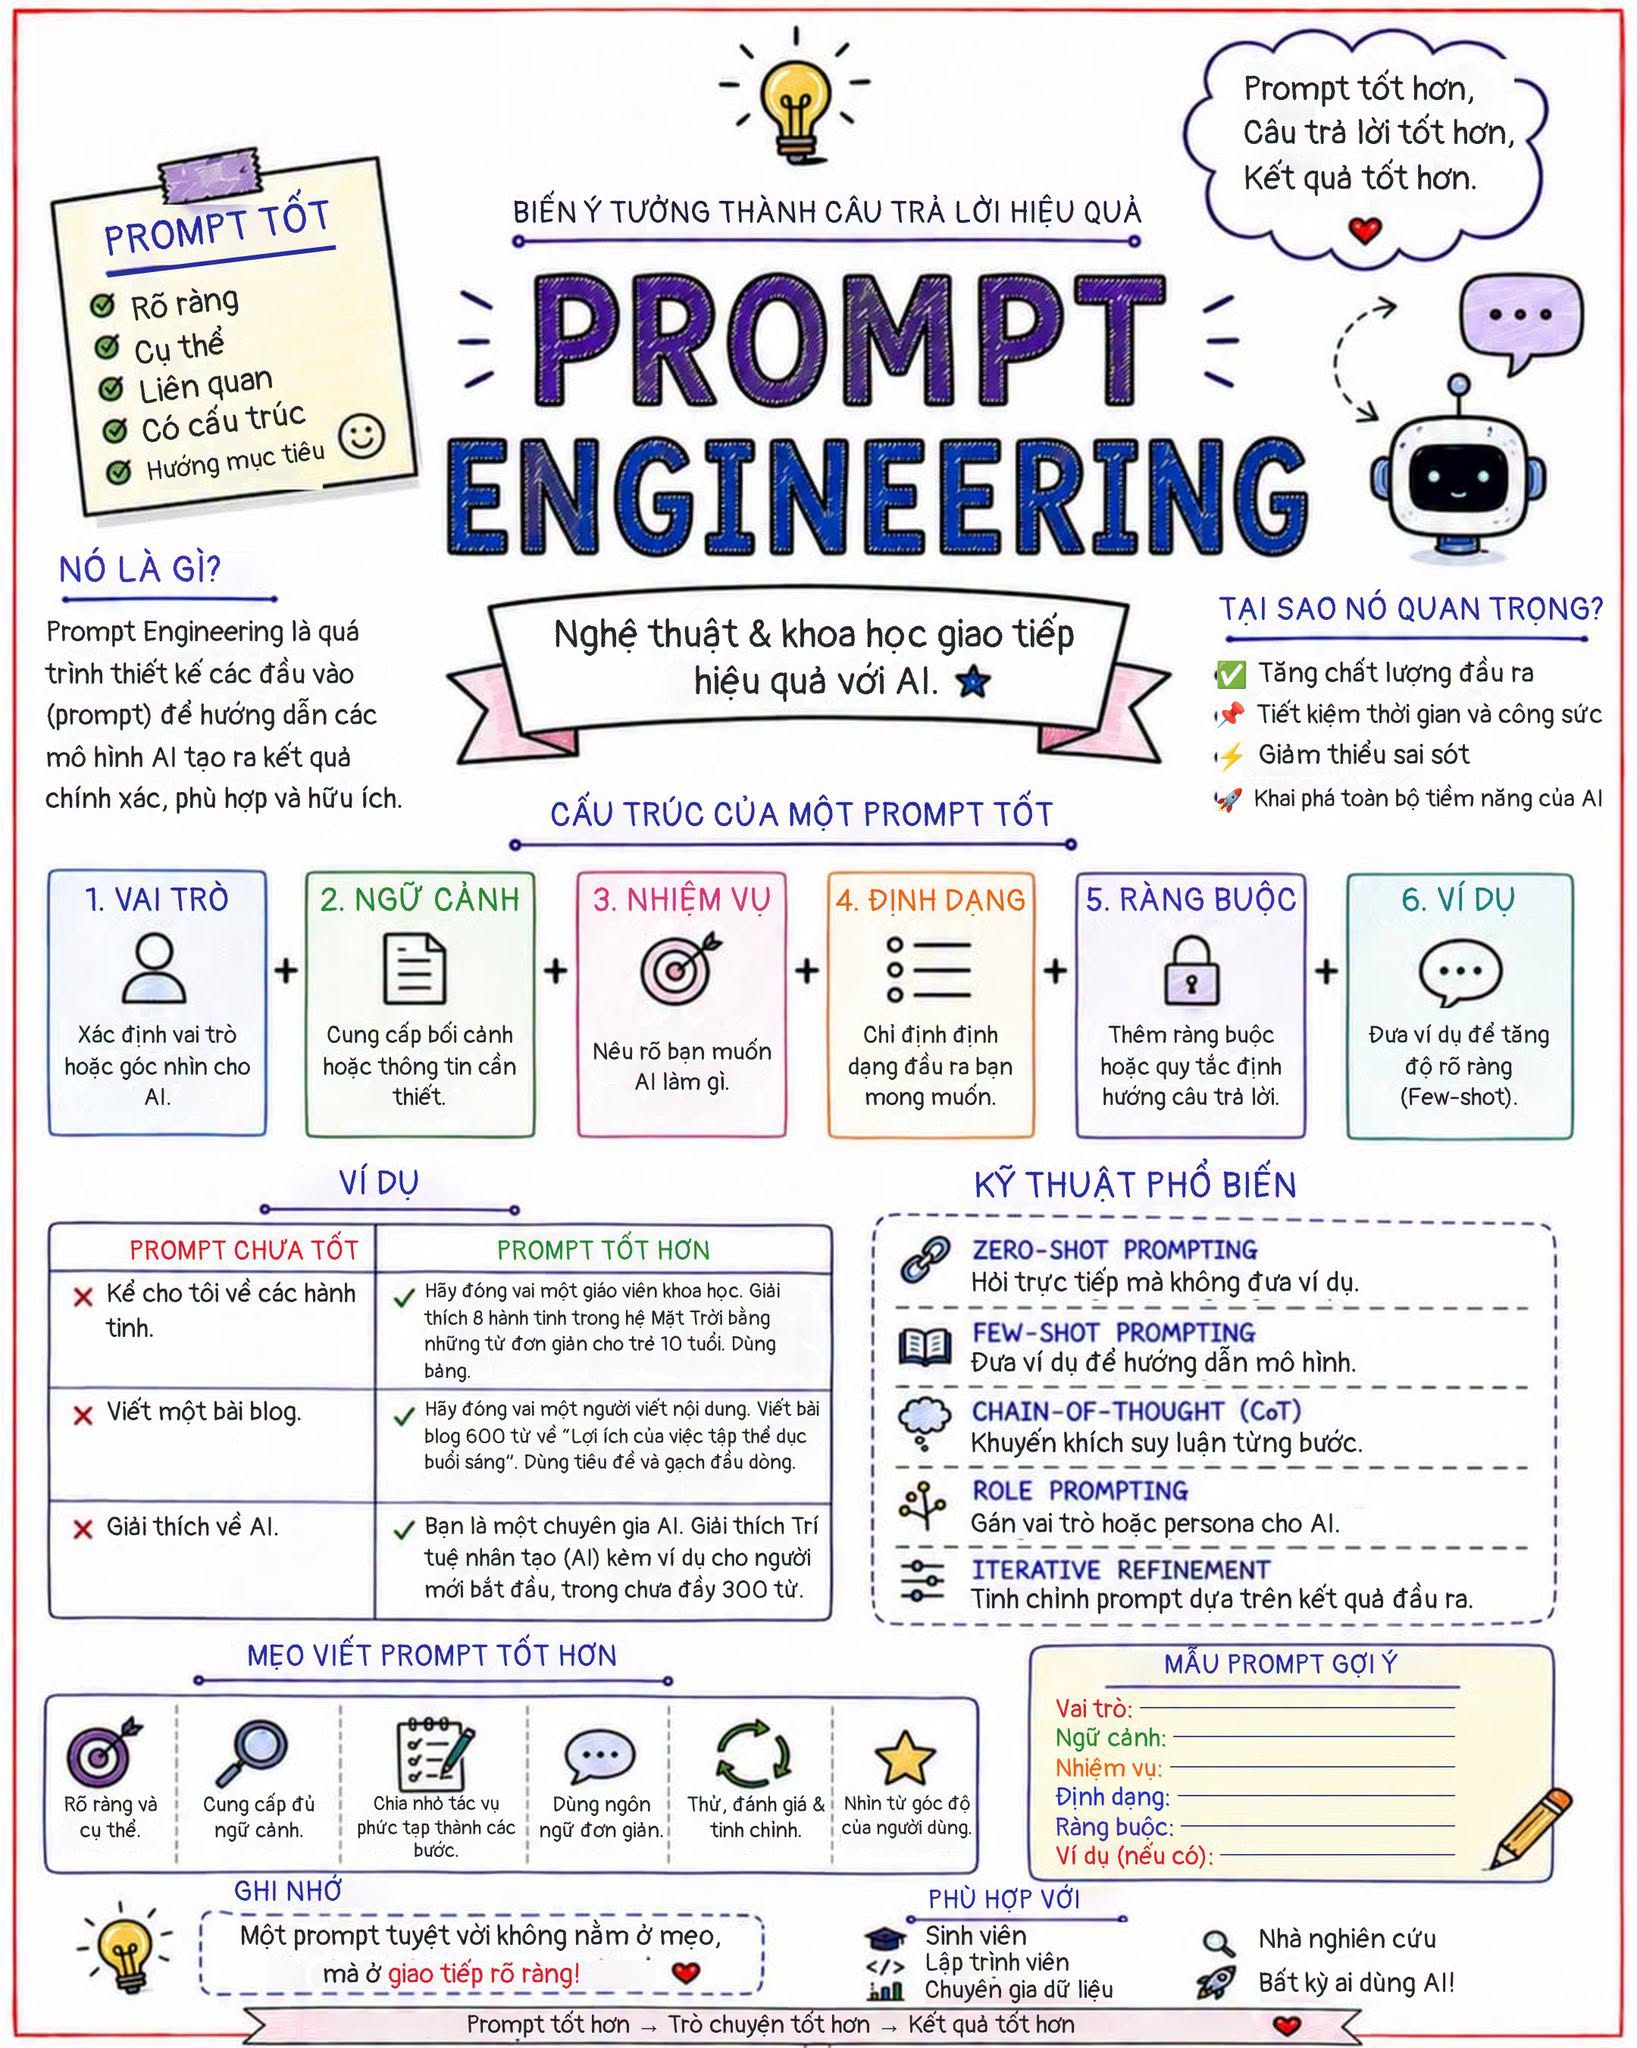 Prompt tốt hơn,
Câu trả lời tốt hơn,
Kết quả tốt hơn.
PROMPT TỐT
Rõ ràng
Cụ thể
Liên quan
Có cấu trúc
Hướng mục tiêu
BIẾN Ý TƯỞNG THÀNH CÂU TRẢ LỜI HIỆU QUẢ
PROMPT
ENGINEERING
Nghệ thuật & khoa học giao tiếp
hiệu quả với AI.
NÓ LÀ GÌ?
Prompt Engineering là quá
trình thiết kế các đầu vào
(prompt) để hướng dẫn các
mô hình AI tạo ra kết quả
chính xác, phù hợp và hữu ích.
TẠI SAO NÓ QUAN TRỌNG?
Tăng chất lượng đầu ra
Tiết kiệm thời gian và công sức
Giảm thiểu sai sót
Khai phá toàn bộ tiềm năng của AI
CẤU TRÚC CỦA MỘT PROMPT TỐT
1. VAI TRÒ
Xác định vai trò
hoặc góc nhìn cho
AI.
+
2. NGỮ CẢNH
Cung cấp bối cảnh
hoặc thông tin cần
thiết.
+
3. NHIỆM VỤ
Nêu rõ bạn muốn
AI làm gì.
+
4. ĐỊNH DẠNG
Chỉ định định
dạng đầu ra bạn
mong muốn.
+
5. RÀNG BUỘC
Thêm ràng buộc
hoặc quy tắc định
hướng câu trả lời.
+
6. VÍ DỤ
Đưa ví dụ để tăng
độ rõ ràng
(Few-shot).
VÍ DỤ
PROMPT CHƯA TỐT
PROMPT TỐT HƠN
Kể cho tôi về các hành
tinh.
Hãy đóng vai một giáo viên khoa học. Giải
thích 8 hành tinh trong hệ Mặt Trời bằng
những từ đơn giản cho trẻ 10 tuổi. Dùng
bảng.
Viết một bài blog.
Hãy đóng vai một người viết nội dung. Viết bài
blog 600 từ về "Lợi ích của việc tập thể dục
buổi sáng". Dùng tiêu đề và gạch đầu dòng.
Giải thích về AI.
Bạn là một chuyên gia AI. Giải thích Trí
tuệ nhân tạo (AI) kèm ví dụ cho người
mới bắt đầu, trong chưa đầy 300 từ.
KỸ THUẬT PHỔ BIẾN
ZERO-SHOT PROMPTING
Hỏi trực tiếp mà không đưa ví dụ.
FEW-SHOT PROMPTING
Đưa ví dụ để hướng dẫn mô hình.
CHAIN-OF-THOUGHT (CoT)
Khuyến khích suy luận từng bước.
ROLE PROMPTING
Gán vai trò hoặc persona cho AI.
ITERATIVE REFINEMENT
Tinh chỉnh prompt dựa trên kết quả đầu ra.
MẸO VIẾT PROMPT TỐT HƠN
Rõ ràng và
cụ thể.
Cung cấp đủ
ngữ cảnh.
Chia nhỏ tác vụ
phức tạp thành các
bước.
Dùng ngôn
ngữ đơn giản.
Thử, đánh giá &
tinh chỉnh.
Nhìn từ góc độ
của người dùng.
MẪU PROMPT GỢI Ý
Vai trò:
Ngữ cảnh:
Nhiệm vụ:
Định dạng:
Ràng buộc:
Ví dụ (nếu có):
GHI NHỚ
Một prompt tuyệt vời không nằm ở mẹo,
mà ở giao tiếp rõ ràng!
PHÙ HỢP VỚI
Sinh viên
</> Lập trình viên
Chuyên gia dữ liệu
Nhà nghiên cứu
Bất kỳ ai dùng AI!
Prompt tốt hơn → Trò chuyện tốt hơn → Kết quả tốt hơn